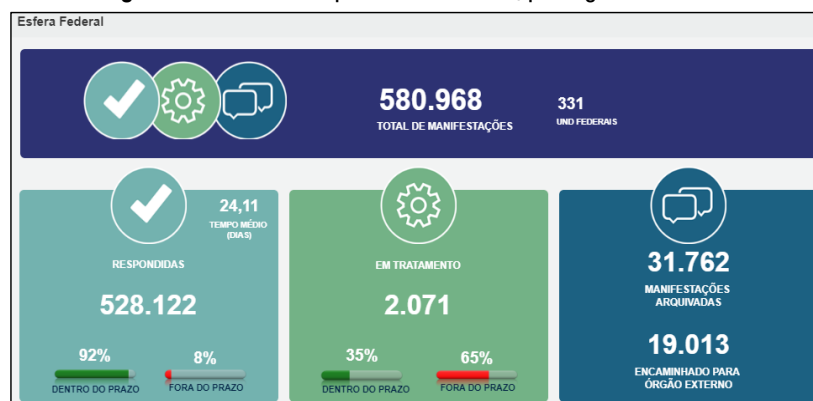 Esfera Federal
580.968
TOTAL DE MANIFESTAÇÕES
331
UND FEDERAIS
24,11
TEMPO MÉDIO
(DIAS)
RESPONDIDAS
528.122
92%
8%
DENTRO DO PRAZO
FORA DO PRAZO
EM TRATAMENTO
2.071
35%
65%
DENTRO DO PRAZO
FORA DO PRAZO
31.762
MANIFESTAÇÕES
ARQUIVADAS
19.013
ENCAMINHADO PARA
ÓRGÃO EXTERNO